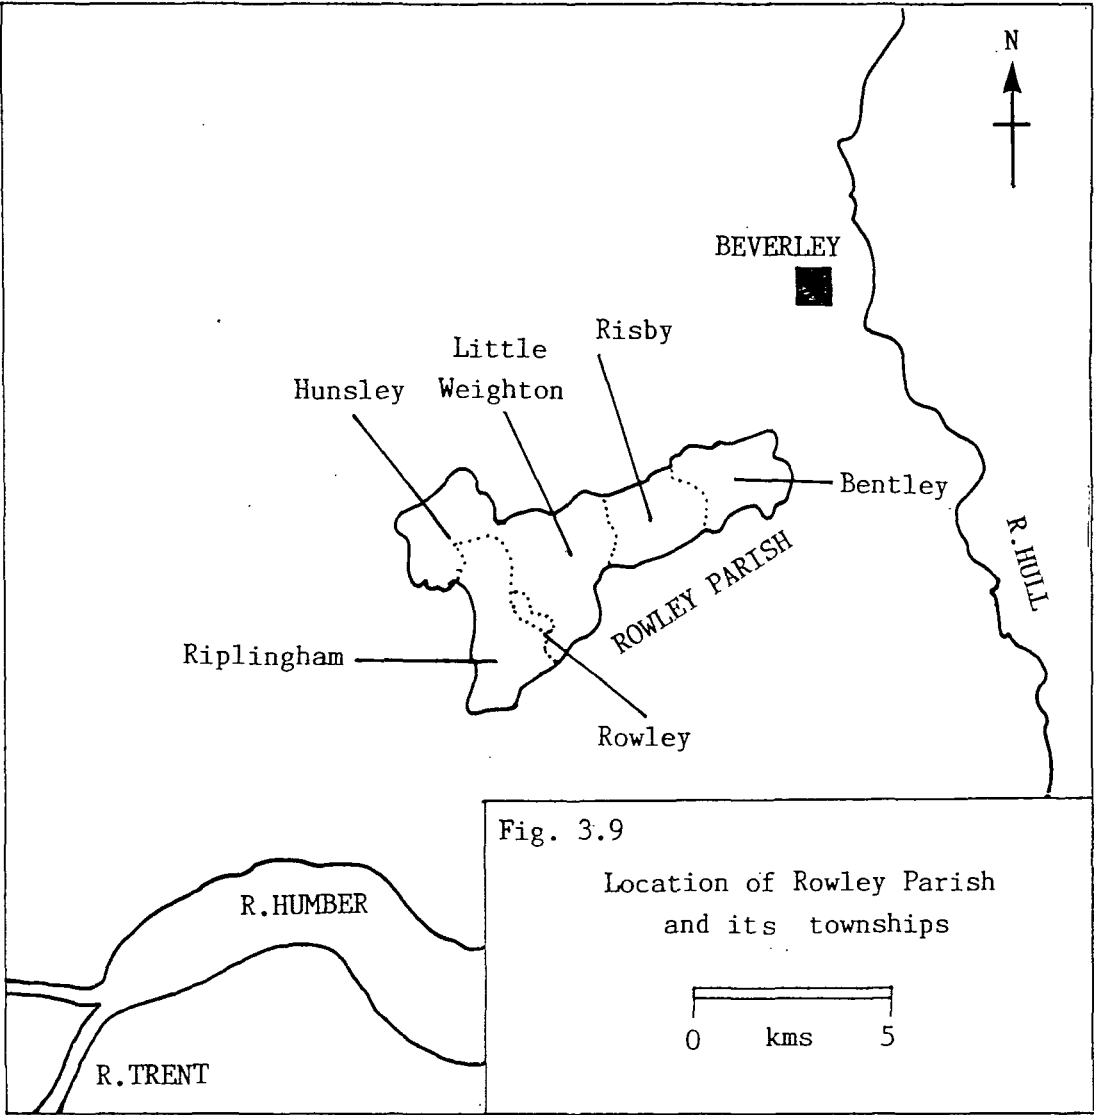 N
BEVERLEY
Risby
Little
Weighton
Hunsley
Bentley
R.HULL
ROWLEY PARISH
Riplingham
Rowley
Fig. 3.9
Location of Rowley Parish
and its townships
0 kms 5
R.HUMBER
R.TRENT